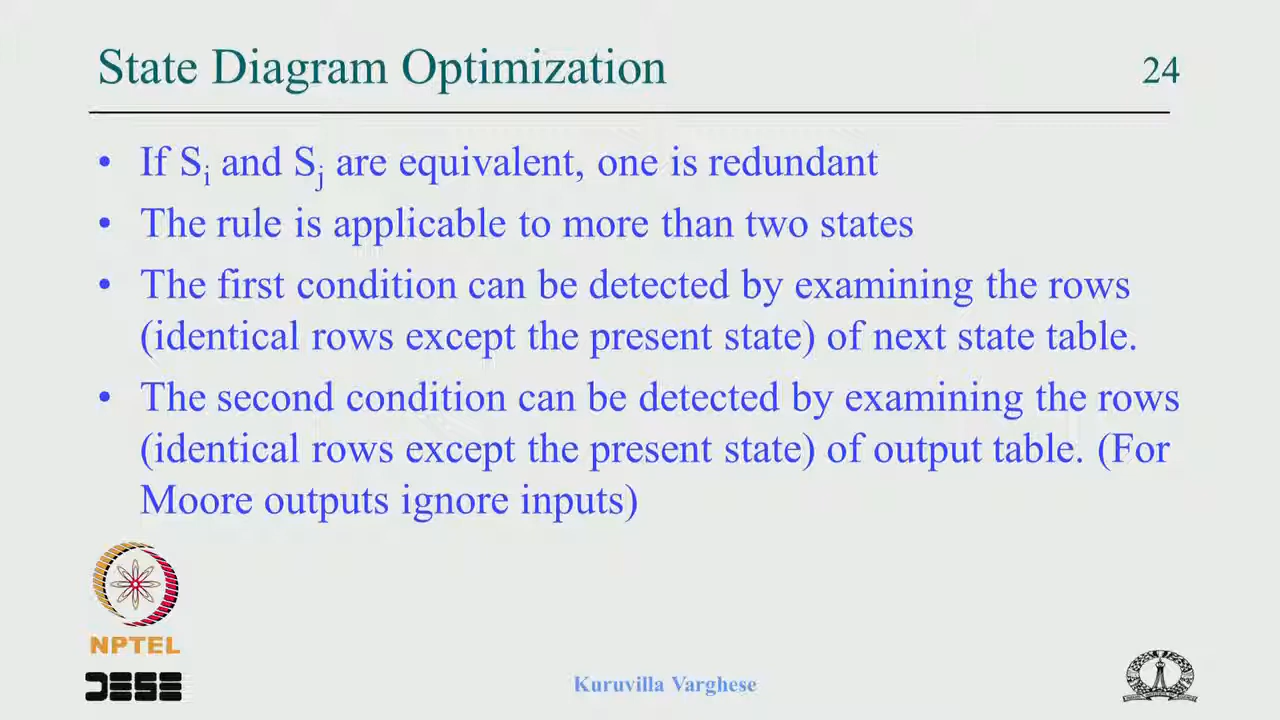 State Diagram Optimization
24
• If Si and Sj are equivalent, one is redundant
• The rule is applicable to more than two states
• The first condition can be detected by examining the rows
(identical rows except the present state) of next state table.
• The second condition can be detected by examining the rows
(identical rows except the present state) of output table. (For
Moore outputs ignore inputs)
NPTEL
DESE
Kuruvilla Varghese